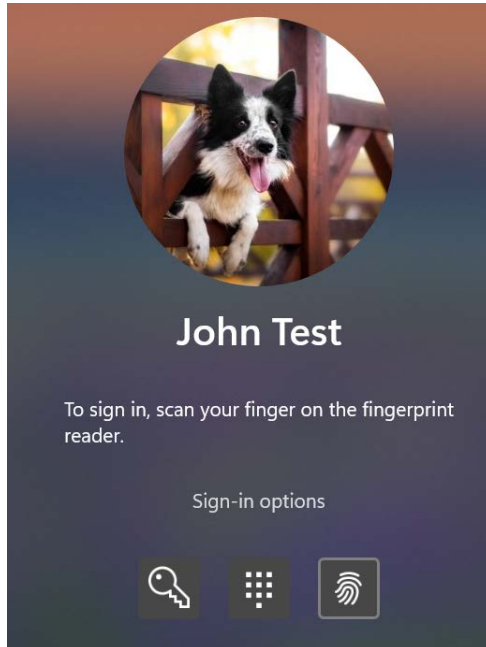 John Test
To sign in, scan your finger on the fingerprint
reader.
Sign-in options